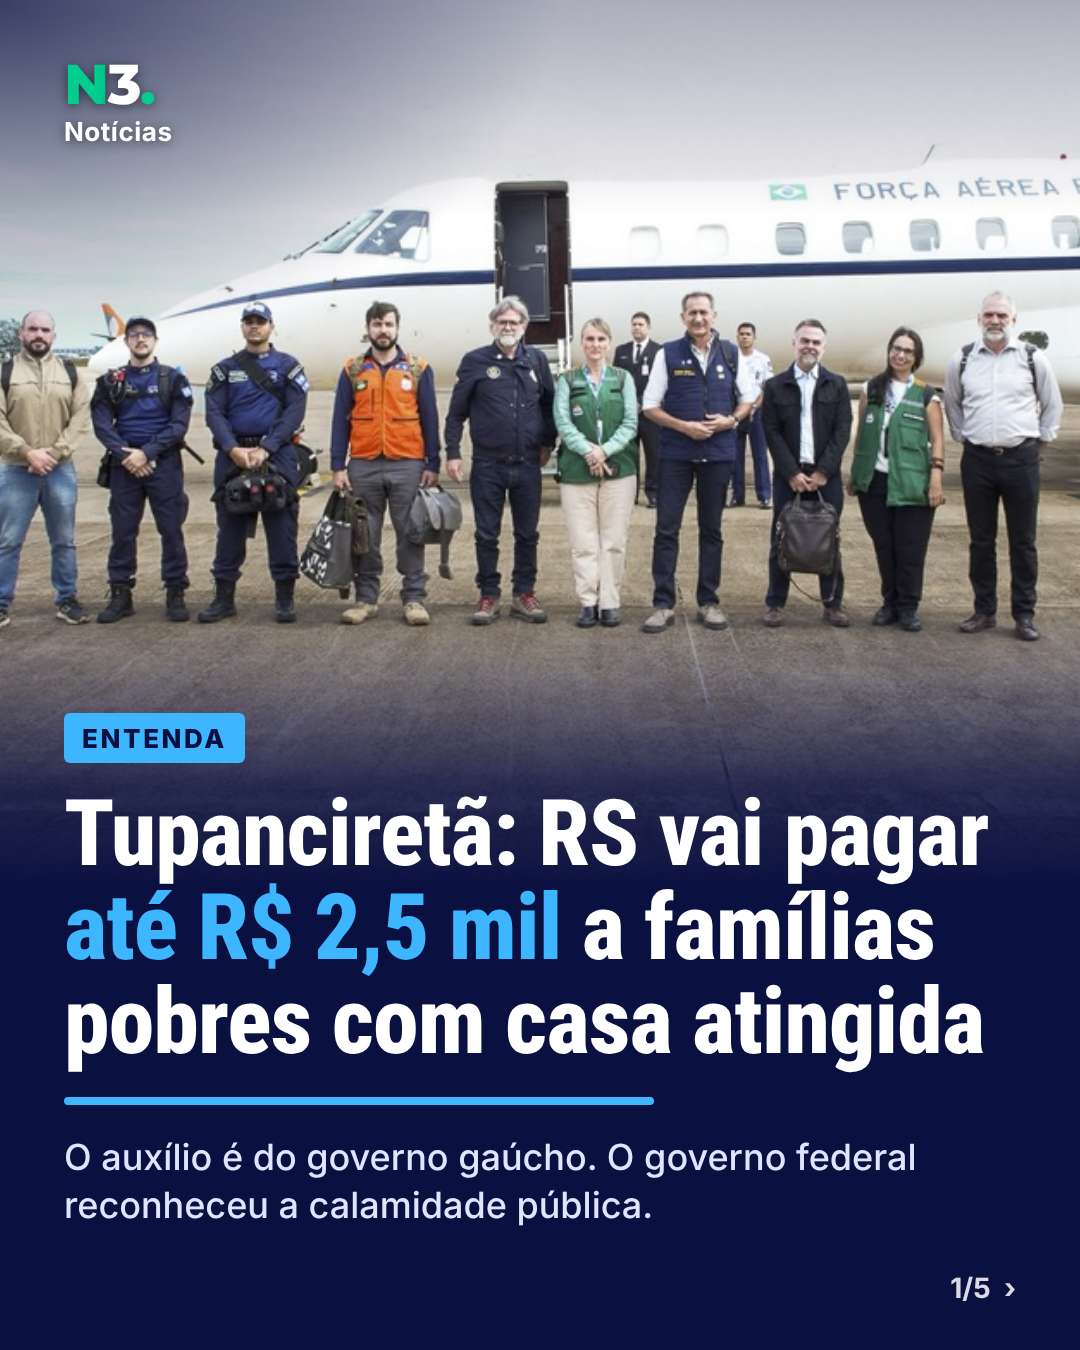 N3.
Notícias
FORÇA AÉREA
ENTENDA
Tupanciretã: RS vai pagar
até R$ 2,5 mil a famílias
pobres com casa atingida
O auxílio é do governo gaúcho. O governo federal
reconheceu a calamidade pública.
1/5 ›